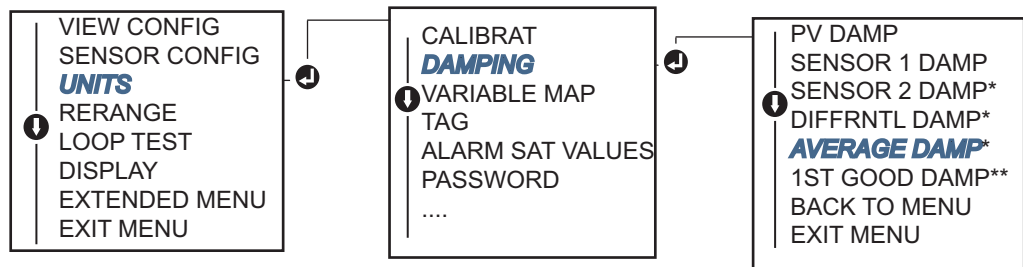 VIEW CONFIG
SENSOR CONFIG
UNITS
RERANGE
LOOP TEST
DISPLAY
EXTENDED MENU
EXIT MENU
CALIBRAT
DAMPING
VARIABLE MAP
TAG
ALARM SAT VALUES
PASSWORD
....
PV DAMP
SENSOR 1 DAMP
SENSOR 2 DAMP*
DIFFRNTL DAMP*
AVERAGE DAMP*
1ST GOOD DAMP**
BACK TO MENU
EXIT MENU